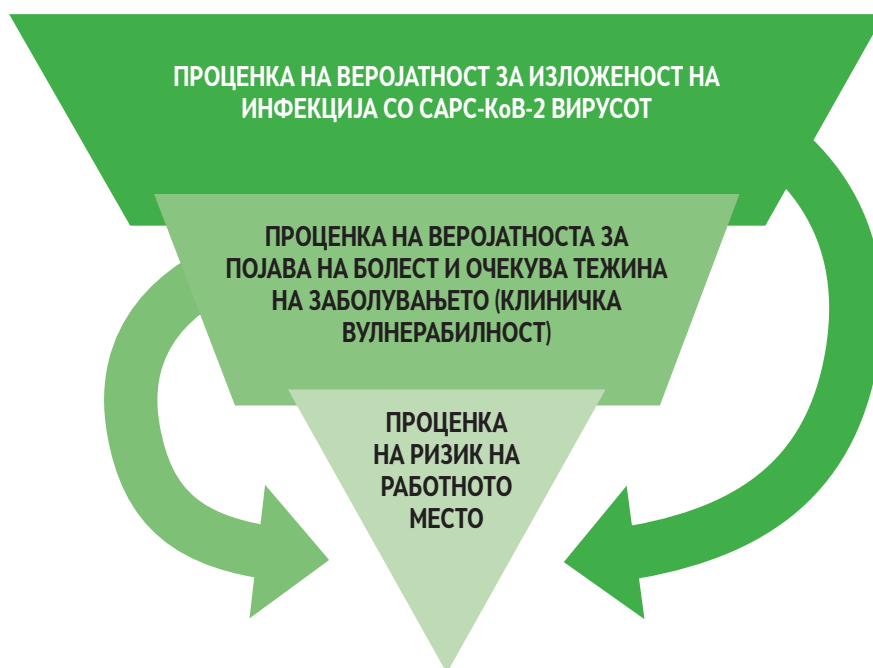 ПРОЦЕНКА НА ВЕРОЈАТНОСТ ЗА ИЗЛОЖЕНОСТ НА
ИНФЕКЦИЈА СО САРС-КоВ-2 ВИРУСОТ
ПРОЦЕНКА НА ВЕРОЈАТНОСТА ЗА
ПОЈАВА НА БОЛЕСТ И ОЧЕКУВА ТЕЖИНА
НА ЗАБОЛУВАЊЕТО (КЛИНИЧКА
ВУЛНЕРАБИЛНОСТ)
ПРОЦЕНКА
НА РИЗИК НА
РАБОТНОТО
МЕСТО